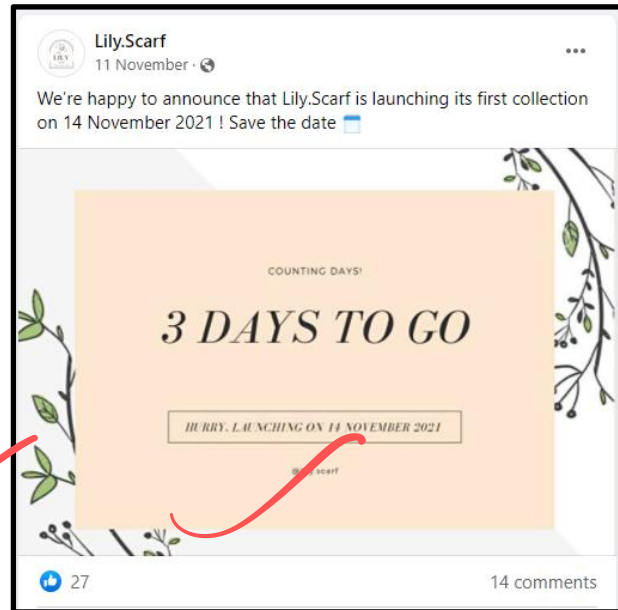 LILY
Lily.Scarf
11 November ·
We're happy to announce that Lily.Scarf is launching its first collection
on 14 November 2021 ! Save the date
COUNTING DAYS!
3 DAYS TO GO
HURRY. LAUNCHING ON 14 NOVEMBER 2021
scarf
27
14 comments